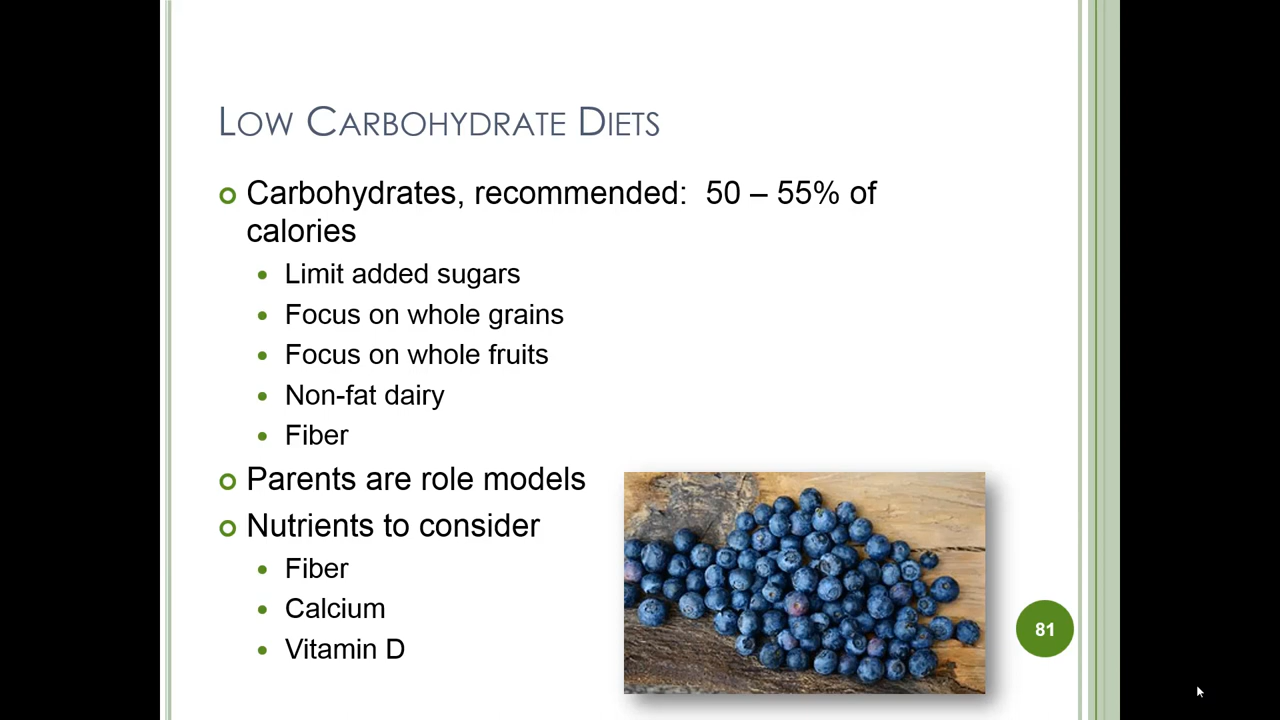 Low Carbohydrate Diets
Carbohydrates, recommended: 50 – 55% of
calories
Limit added sugars
Focus on whole grains
Focus on whole fruits
Non-fat dairy
Fiber
Parents are role models
Nutrients to consider
Fiber
Calcium
Vitamin D
81